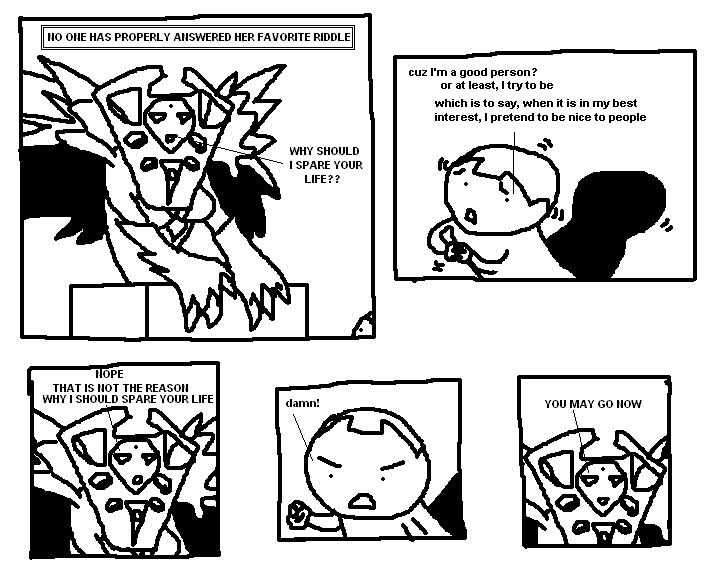 NO ONE HAS PROPERLY ANSWERED HER FAVORITE RIDDLE
WHY SHOULD
I SPARE YOUR
LIFE??
cuz I'm a good person?
or at least, I try to be
which is to say, when it is in my best
interest, I pretend to be nice to people
NOPE
THAT IS NOT THE REASON
WHY I SHOULD SPARE YOUR LIFE
damn!
YOU MAY GO NOW